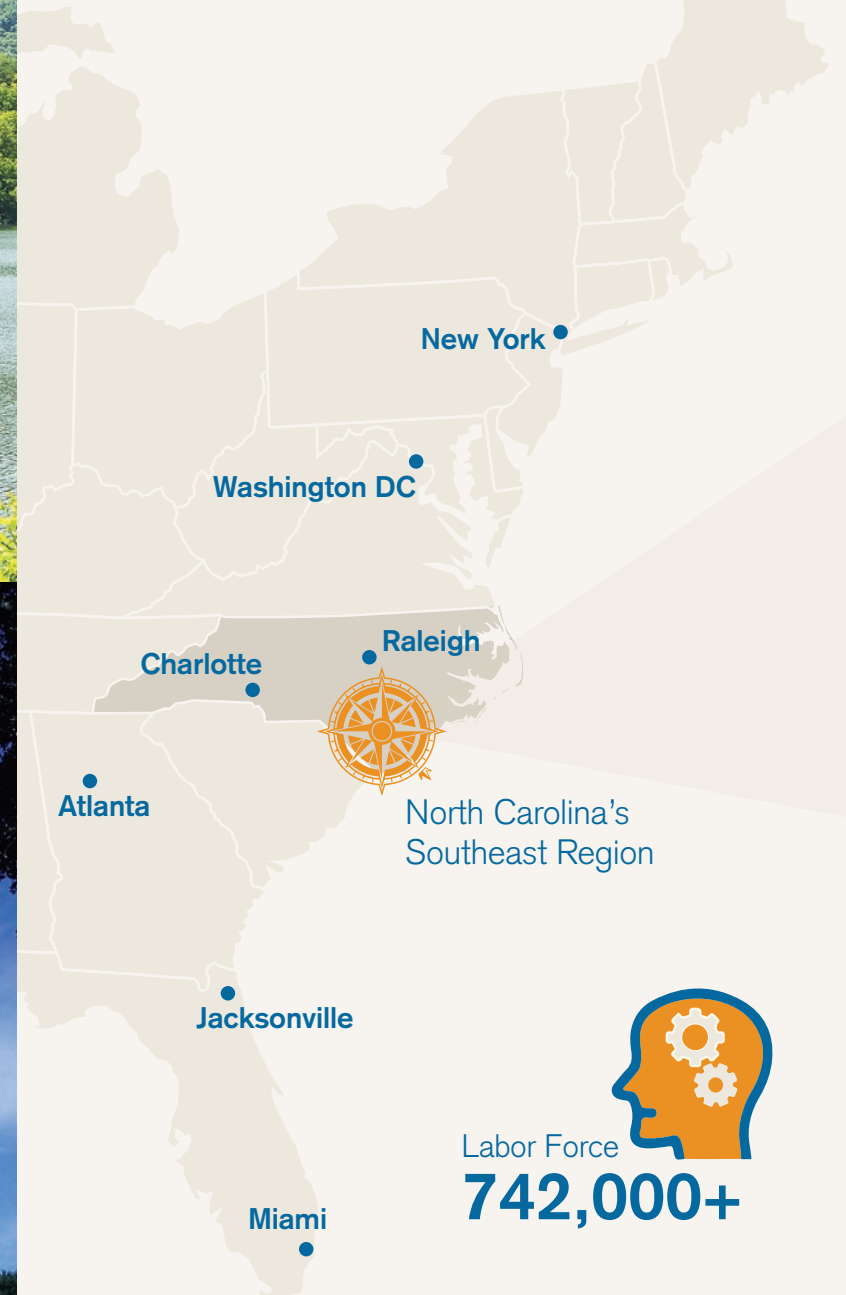 New York
Washington DC
Raleigh
Charlotte
Atlanta
North Carolina's
Southeast Region
Jacksonville
Labor Force
742,000+
Miami